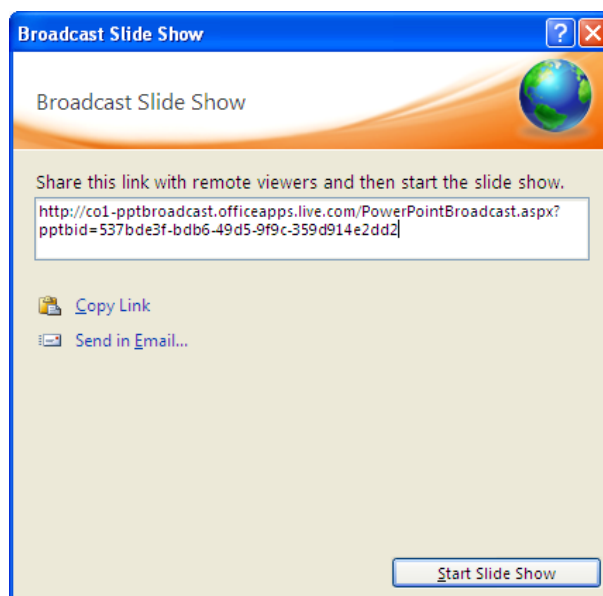 Broadcast Slide Show
Broadcast Slide Show
Share this link with remote viewers and then start the slide show.
http://co1-pptbroadcast.officeapps.live.com/PowerPointBroadcast.aspx?
pptbid=537bde3f-bdb6-49d5-9f9c-359d914e2dd2
Copy Link
Send in Email...
Start Slide Show